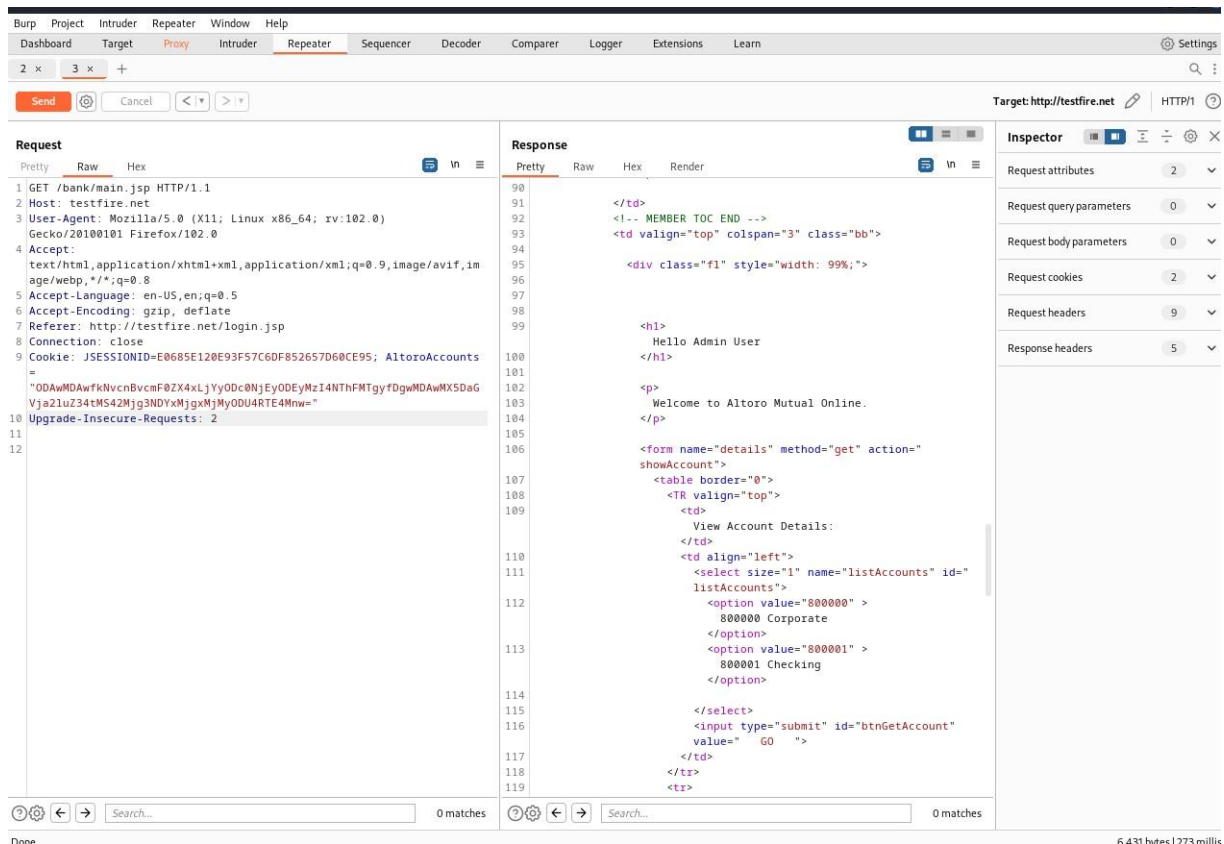 Burp Project Intruder Repeater Window Help
Dashboard Target Proxy Intruder Repeater Sequencer Decoder Comparer Logger Extensions Learn Settings
2 × 3 × +
Send Cancel < > Target: http://testfire.net HTTP/1
Request
Pretty Raw Hex \n
1 GET /bank/main.jsp HTTP/1.1
2 Host: testfire.net
3 User-Agent: Mozilla/5.0 (X11; Linux x86_64; rv:102.0)
Gecko/20100101 Firefox/102.0
4 Accept:
text/html,application/xhtml+xml,application/xml;q=0.9,image/avif,im
age/webp,*/*;q=0.8
5 Accept-Language: en-US,en;q=0.5
6 Accept-Encoding: gzip, deflate
7 Referer: http://testfire.net/login.jsp
8 Connection: close
9 Cookie: JSESSIONID=E0685E120E93F57C6DF852657D60CE95; AltoroAccounts
=
"ODAwMDAwfkNvcnBvcmF0ZX4xLjYyODc0NjEyODEyMzI4NThFMTgyfDgwMDAwMX5DaG
Vja2luZ34tMS42Mjg3NDYxMjgxMjMyODU4RTE4Mnw="
10 Upgrade-Insecure-Requests: 2
11
12
Search... 0 matches
Response
Pretty Raw Hex Render \n
90
91 </td>
92 <!-- MEMBER TOC END -->
93 <td valign="top" colspan="3" class="bb">
94
95 <div class="fl" style="width: 99%;">
96
97
98
99 <h1>
Hello Admin User
100 </h1>
101
102 <p>
103 Welcome to Altoro Mutual Online.
104 </p>
105
106 <form name="details" method="get" action="
showAccount">
107 <table border="0">
108 <TR valign="top">
109 <td>
View Account Details:
</td>
110 <td align="left">
111 <select size="1" name="listAccounts" id="
listAccounts">
112 <option value="800000" >
800000 Corporate
</option>
113 <option value="800001" >
800001 Checking
</option>
114
115 </select>
116 <input type="submit" id="btnGetAccount"
value=" GO ">
117 </td>
118 </tr>
119 <tr>
Search... 0 matches
Inspector
Request attributes 2
Request query parameters 0
Request body parameters 0
Request cookies 2
Request headers 9
Response headers 5
Done 6,431 bytes | 273 millis